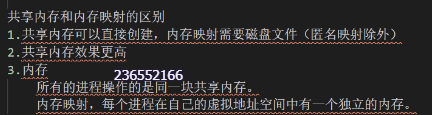 共享内存和内存映射的区别
1.共享内存可以直接创建，内存映射需要磁盘文件（匿名映射除外）
2.共享内存效果更高
3.内存
236552166
所有的进程操作的是同一块共享内存。
内存映射，每个进程在自己的虚拟地址空间中有一个独立的内存。